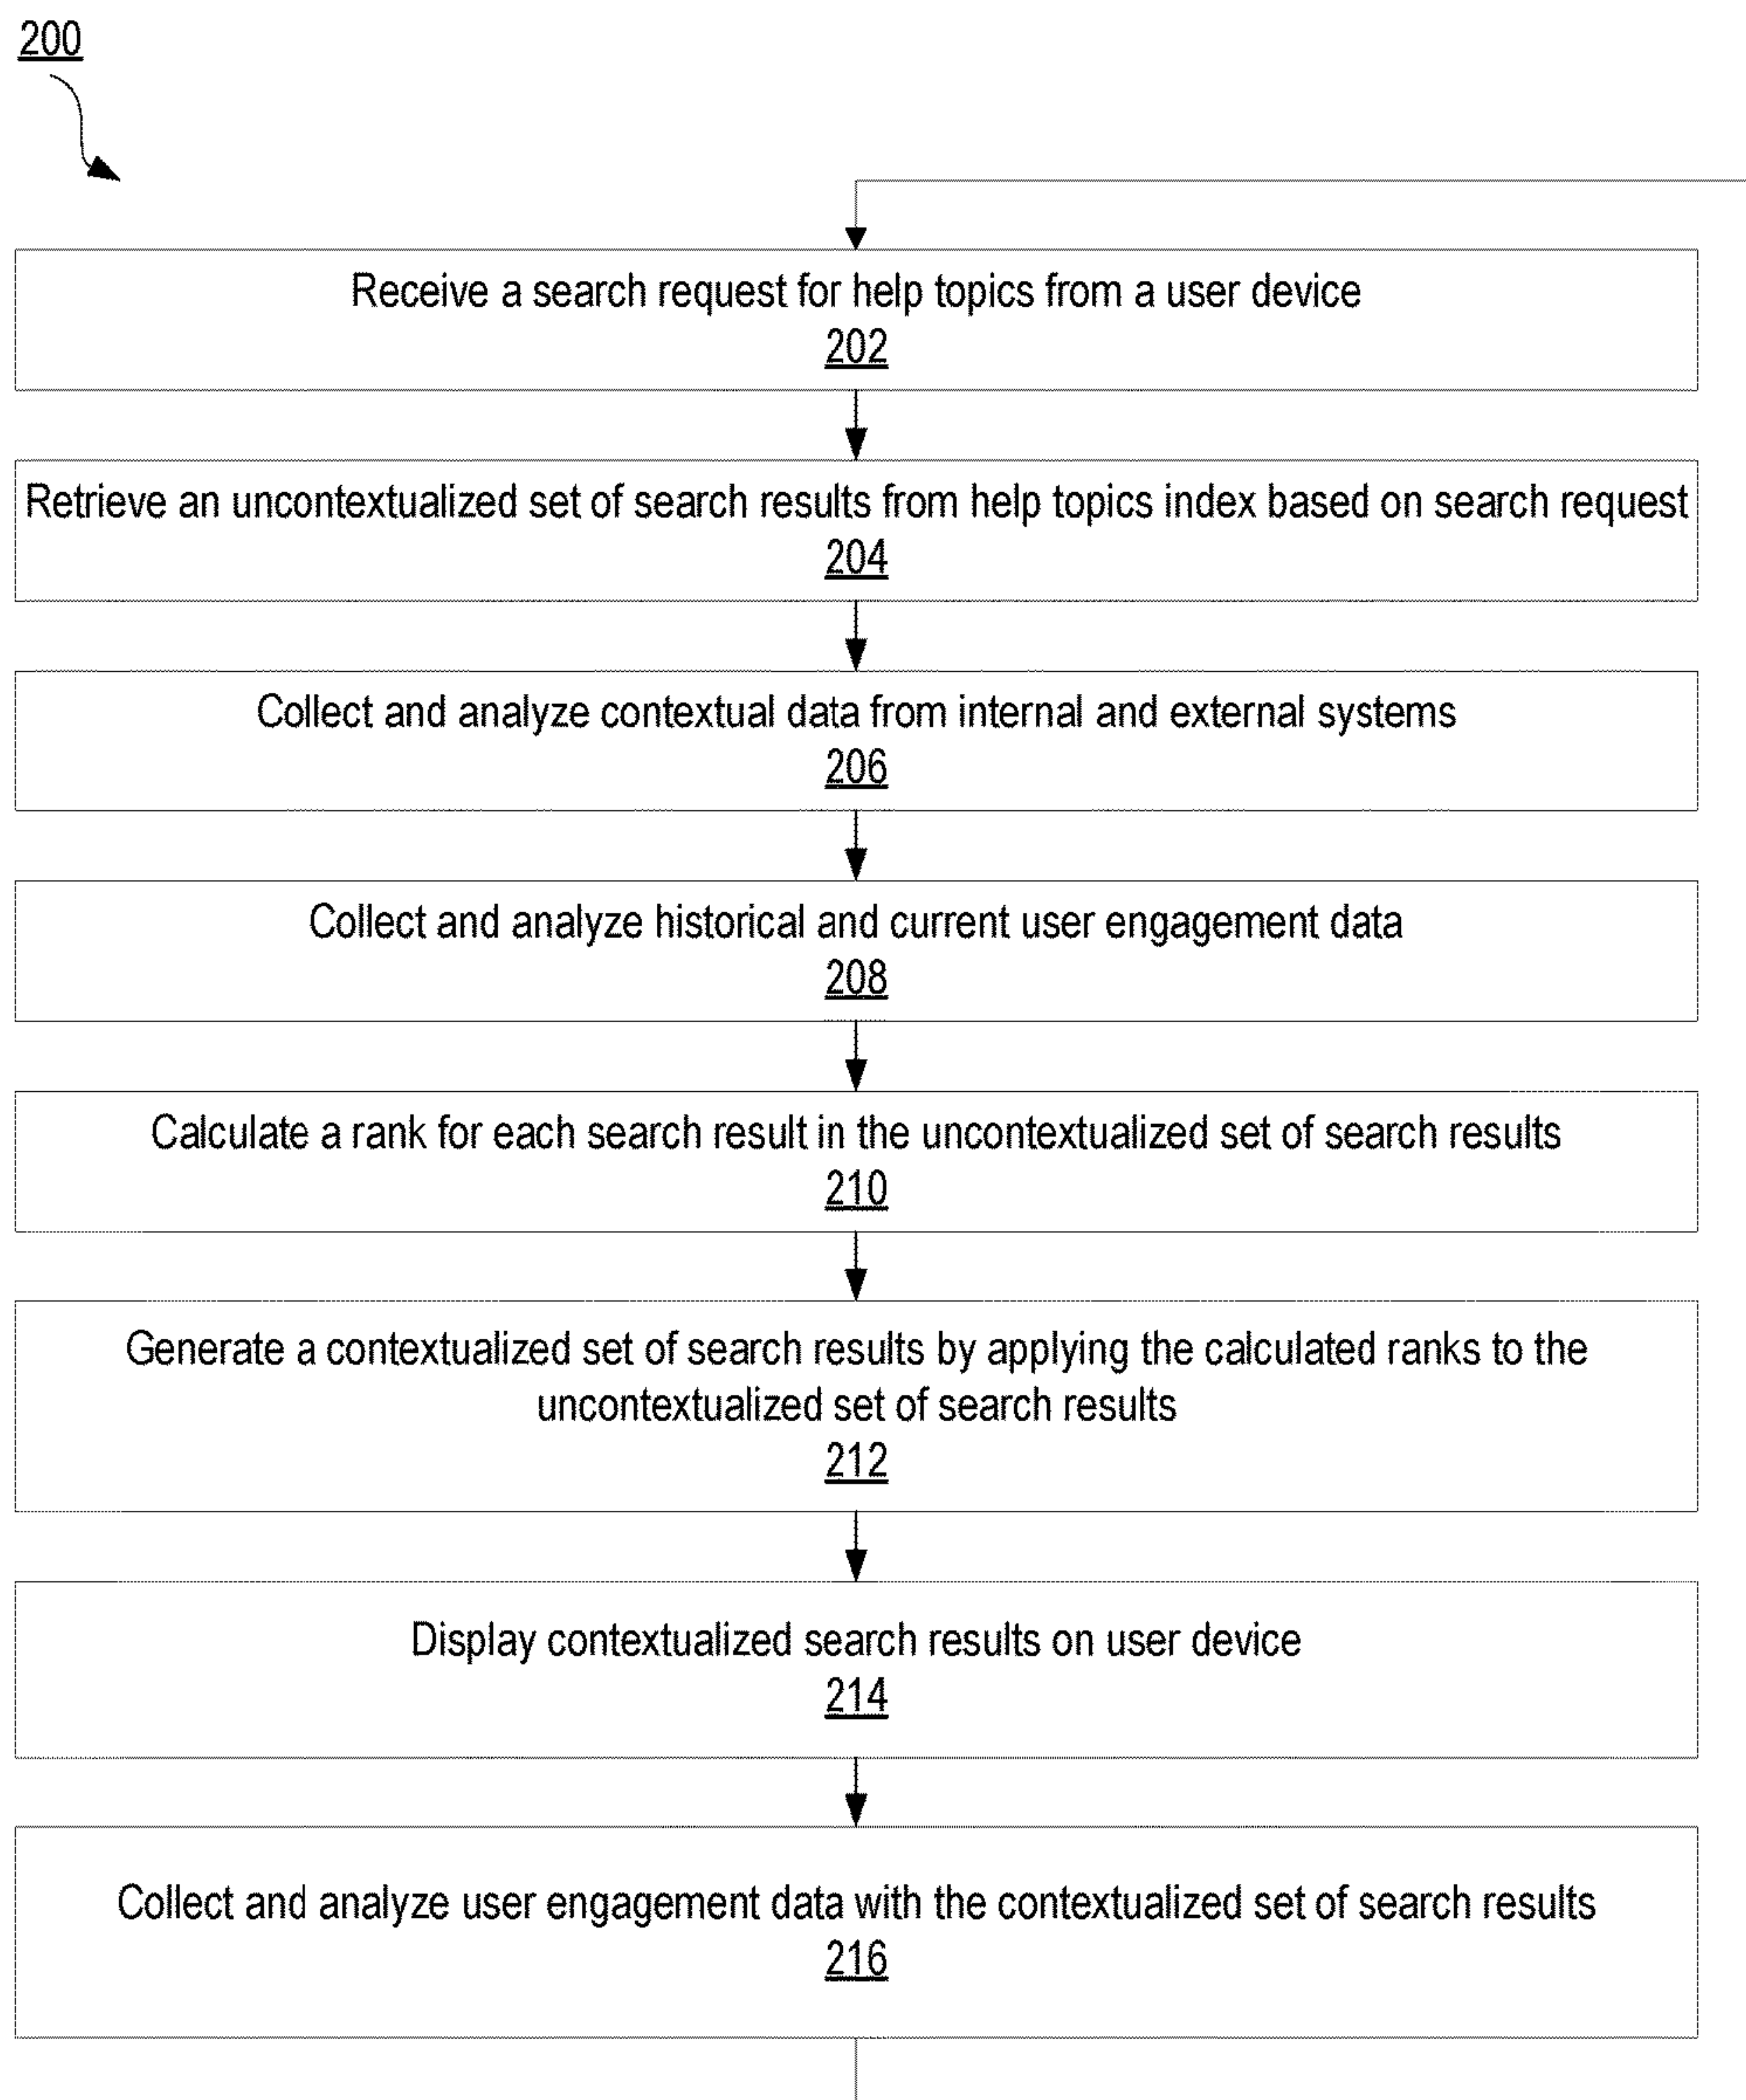 200
Receive a search request for help topics from a user device
202
Retrieve an uncontextualized set of search results from help topics index based on search request
204
Collect and analyze contextual data from internal and external systems
206
Collect and analyze historical and current user engagement data
208
Calculate a rank for each search result in the uncontextualized set of search results
210
Generate a contextualized set of search results by applying the calculated ranks to the
uncontextualized set of search results
212
Display contextualized search results on user device
214
Collect and analyze user engagement data with the contextualized set of search results
216